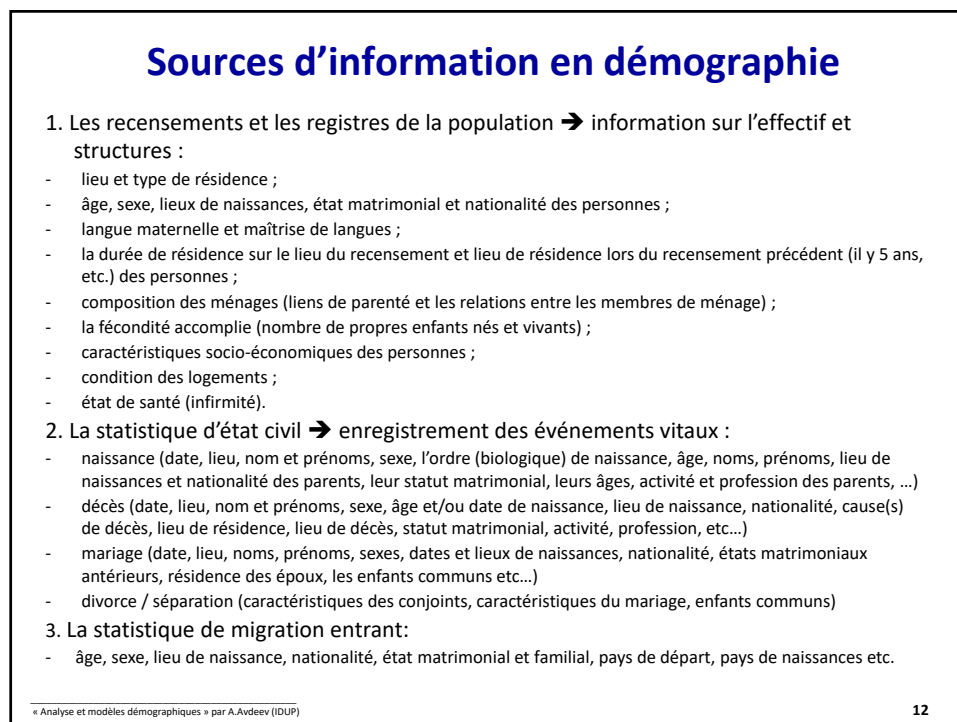 Sources d'information en démographie
1. Les recensements et les registres de la population ➔ information sur l'effectif et
structures :
- lieu et type de résidence ;
- âge, sexe, lieux de naissances, état matrimonial et nationalité des personnes ;
- langue maternelle et maîtrise de langues ;
- la durée de résidence sur le lieu du recensement et lieu de résidence lors du recensement précédent (il y 5 ans,
etc.) des personnes ;
- composition des ménages (liens de parenté et les relations entre les membres de ménage) ;
- la fécondité accomplie (nombre de propres enfants nés et vivants) ;
- caractéristiques socio-économiques des personnes ;
- condition des logements ;
- état de santé (infirmité).
2. La statistique d'état civil ➔ enregistrement des événements vitaux :
- naissance (date, lieu, nom et prénoms, sexe, l'ordre (biologique) de naissance, âge, noms, prénoms, lieu de
naissances et nationalité des parents, leur statut matrimonial, leurs âges, activité et profession des parents, …)
- décès (date, lieu, nom et prénoms, sexe, âge et/ou date de naissance, lieu de naissance, nationalité, cause(s)
de décès, lieu de résidence, lieu de décès, statut matrimonial, activité, profession, etc…)
- mariage (date, lieu, noms, prénoms, sexes, dates et lieux de naissances, nationalité, états matrimoniaux
antérieurs, résidence des époux, les enfants communs etc…)
- divorce / séparation (caractéristiques des conjoints, caractéristiques du mariage, enfants communs)
3. La statistique de migration entrant:
- âge, sexe, lieu de naissance, nationalité, état matrimonial et familial, pays de départ, pays de naissances etc.
« Analyse et modèles démographiques » par A.Avdeev (IDUP)
12